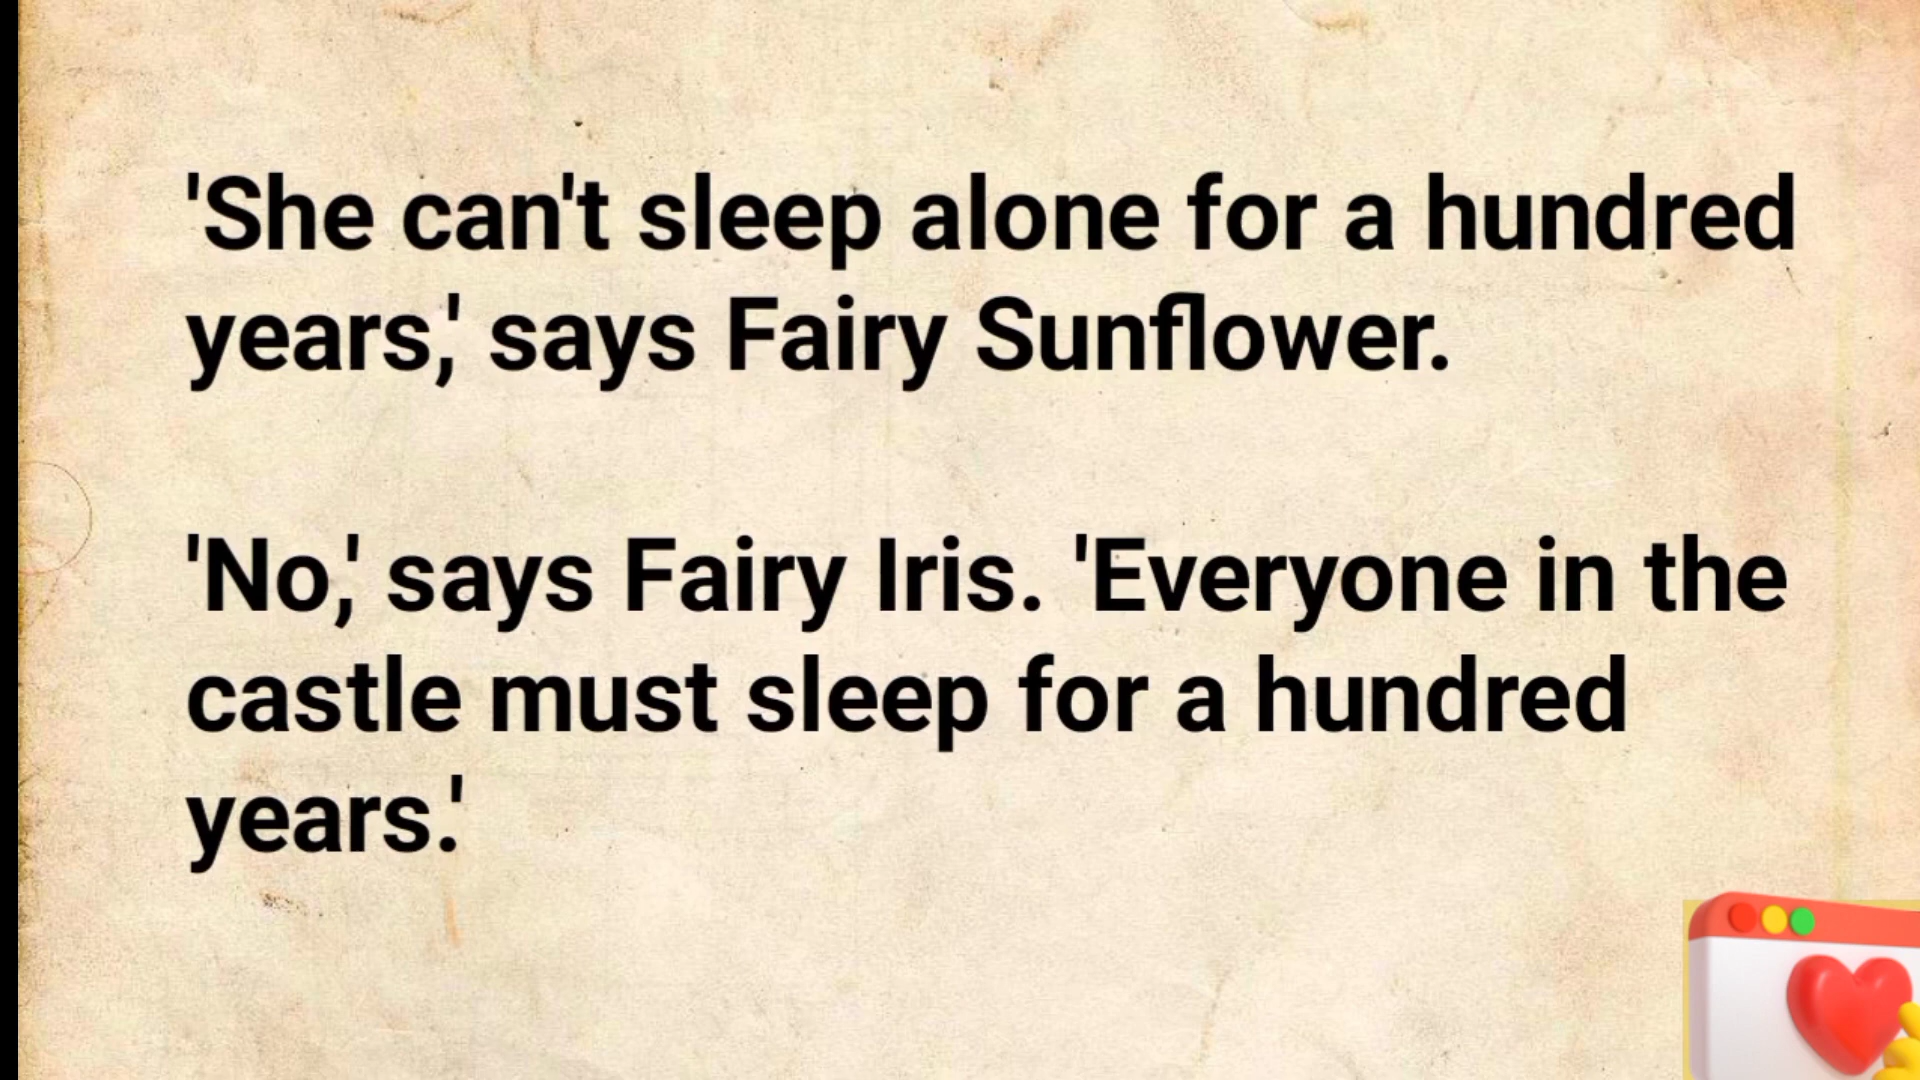 'She can't sleep alone for a hundred
years,' says Fairy Sunflower.
'No,' says Fairy Iris. 'Everyone in the
castle must sleep for a hundred
years.'